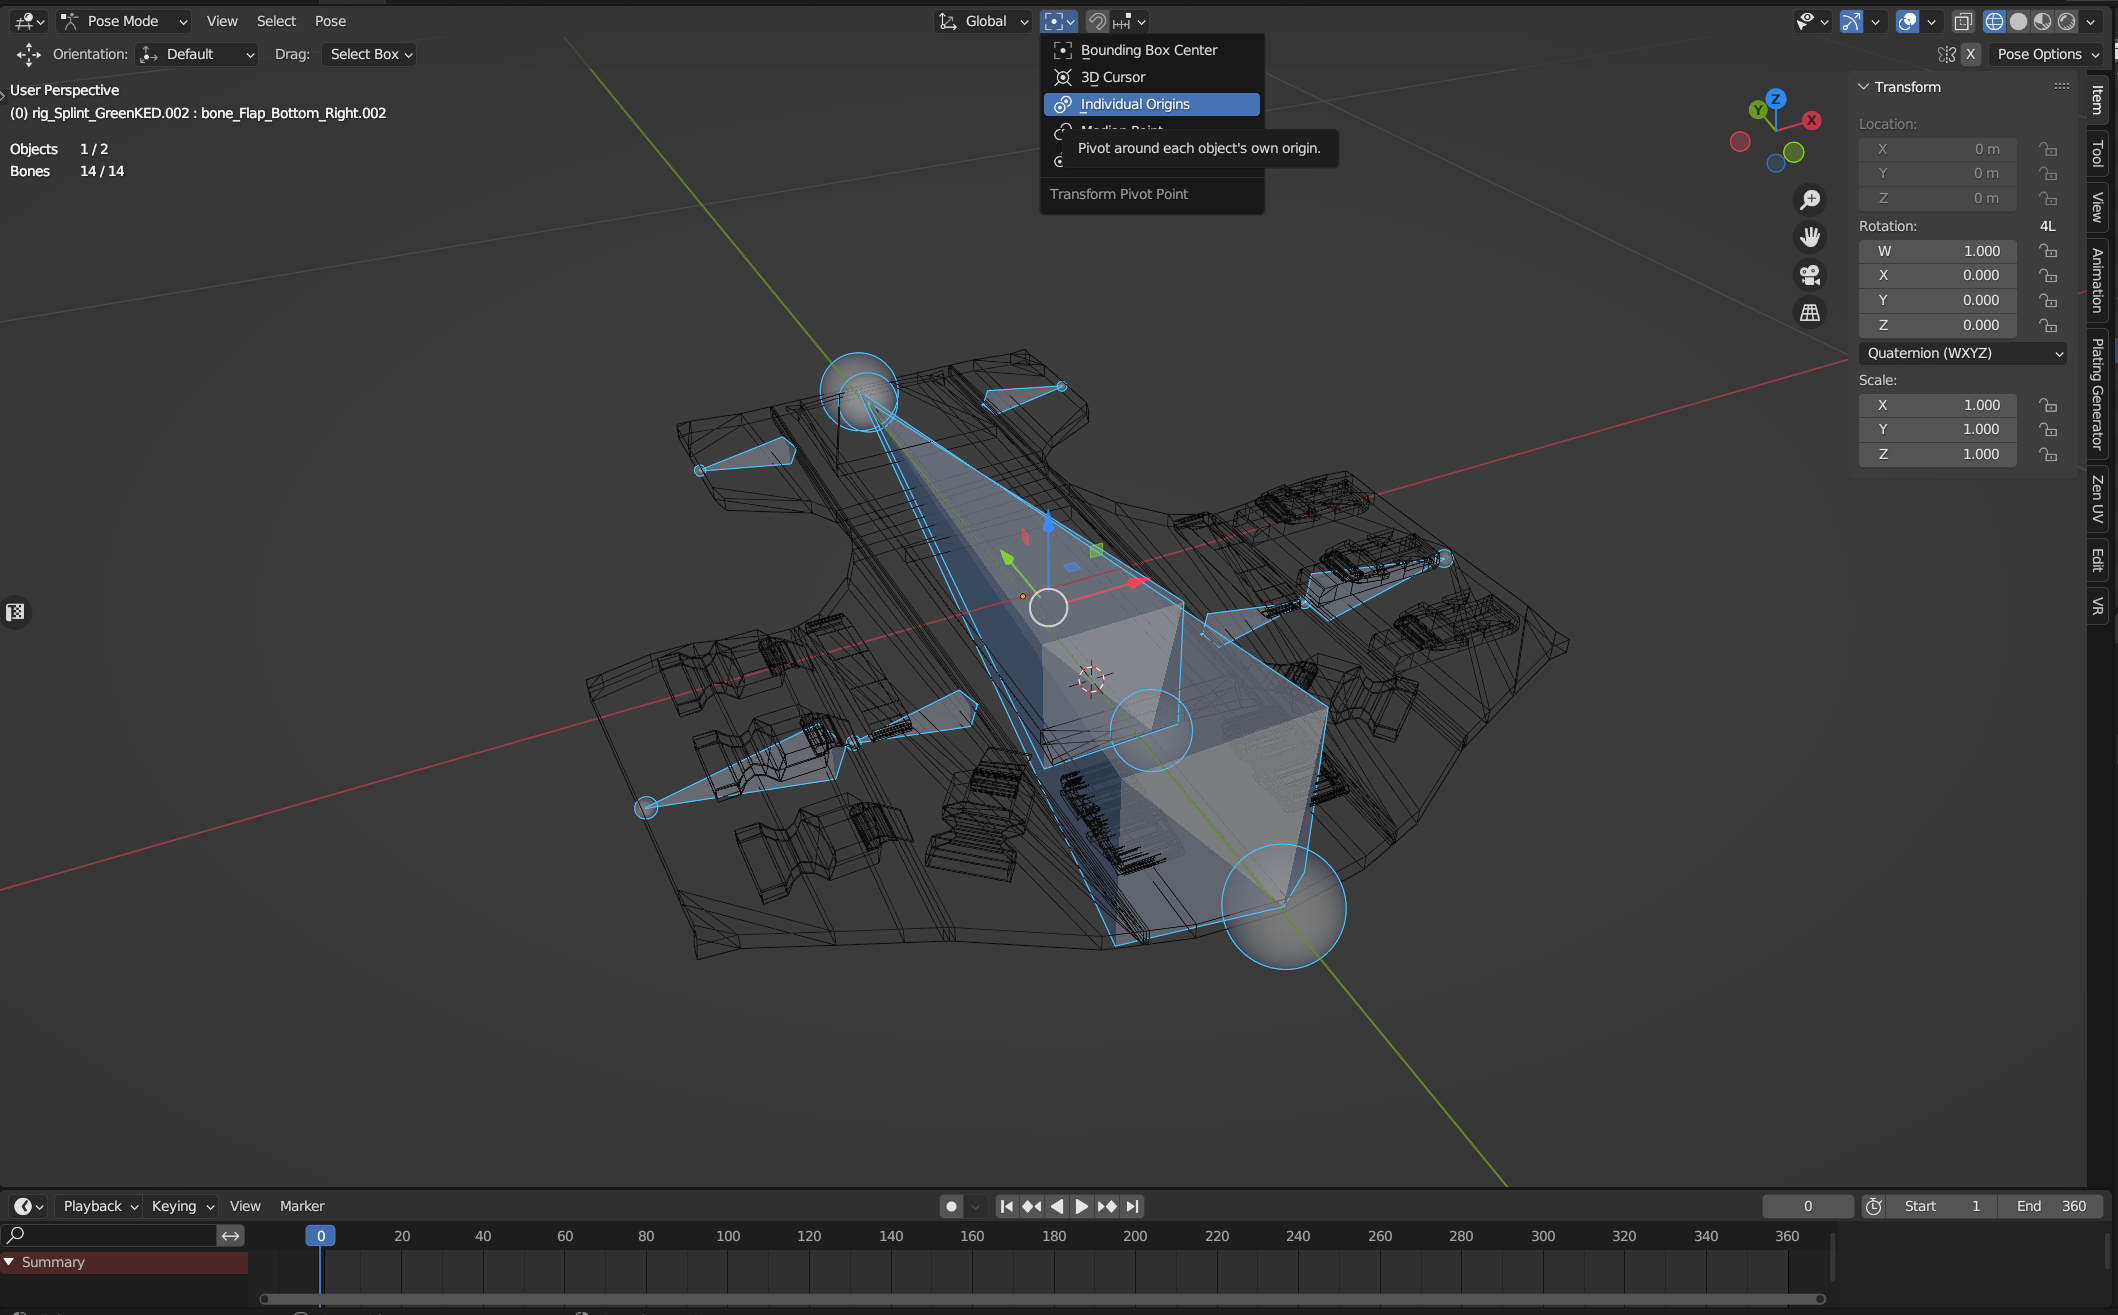 Pose Mode View Select Pose Global
Orientation: Default Drag: Select Box X Pose Options
User Perspective
(0) rig_Splint_GreenKED.002 : bone_Flap_Bottom_Right.002
Objects 1 / 2
Bones 14 / 14
Bounding Box Center
3D Cursor
Individual Origins
Median Point
Pivot around each object's own origin.
Transform Pivot Point
Z
Y
X
Transform
Location:
X 0 m
Y 0 m
Z 0 m
Rotation: 4L
W 1.000
X 0.000
Y 0.000
Z 0.000
Quaternion (WXYZ)
Scale:
X 1.000
Y 1.000
Z 1.000
Item
Tool
View
Animation
Plating Generator
Zen UV
Edit
VR
Playback Keying View Marker 0 Start 1 End 360
0 20 40 60 80 100 120 140 160 180 200 220 240 260 280 300 320 340 360
Summary